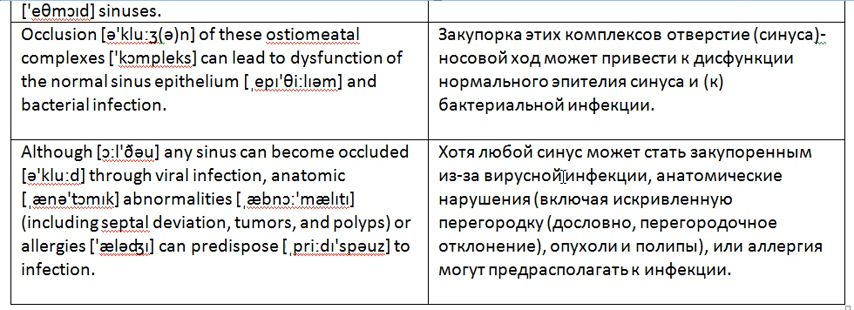 ['eθmɔɪd] sinuses.
Occlusion [ə'kluːʒ(ə)n] of these ostiomeatal
complexes ['kɔmpleks] can lead to dysfunction of
the normal sinus epithelium [ˌepɪ'θiːlɪəm] and
bacterial infection.
Закупорка этих комплексов отверстие (синуса)-
носовой ход может привести к дисфункции
нормального эпителия синуса и (к)
бактериальной инфекции.
Although [ɔːl'ðəu] any sinus can become occluded
[ə'kluːd] through viral infection, anatomic
[ˌænə'tɔmɪk] abnormalities [ˌæbnɔː'mælɪtɪ]
(including septal deviation, tumors, and polyps) or
allergies ['æləʤɪ] can predispose [ˌpriːdɪ'spəuz] to
infection.
Хотя любой синус может стать закупоренным
из-за вирусной инфекции, анатомические
нарушения (включая искривленную
перегородку (дословно, перегородочное
отклонение), опухоли и полипы), или аллергия
могут предрасполагать к инфекции.